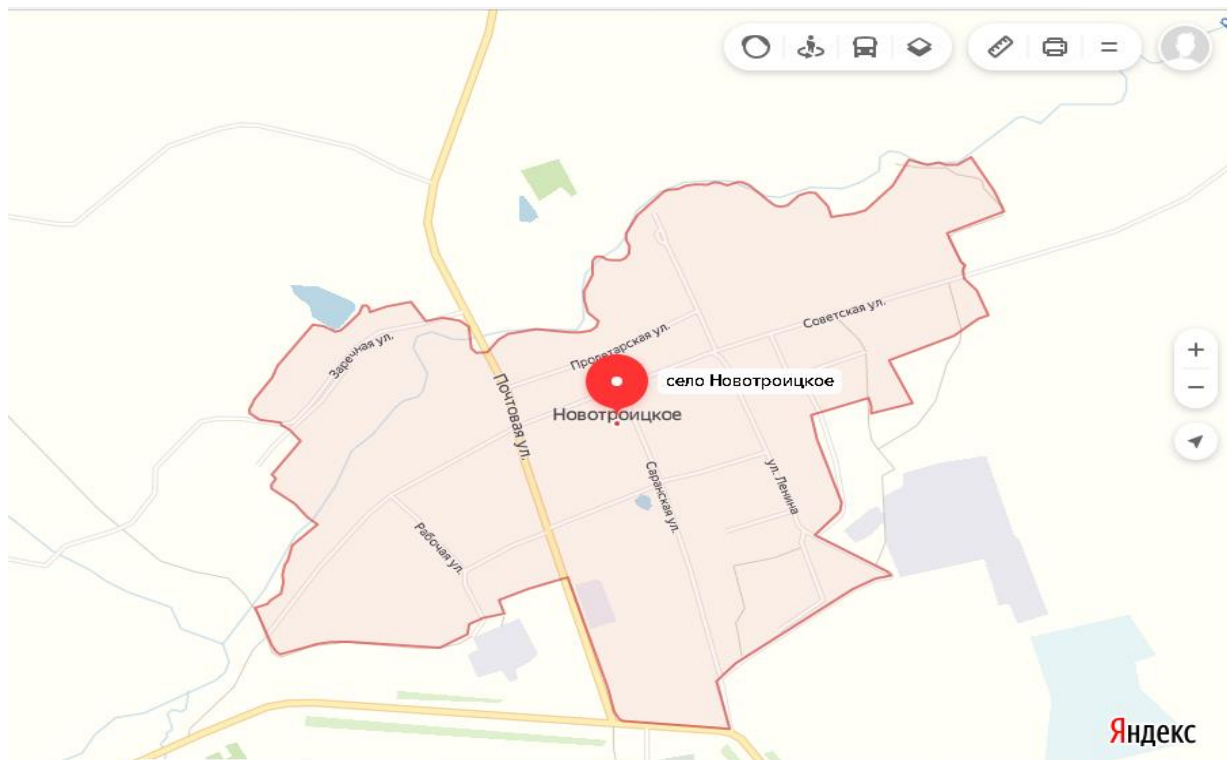 Советская ул.
Пролетарская ул.
Заречная ул.
село Новотроицкое
Почтовая ул.
Новотроицкое
Саранская ул.
ул. Ленина
Рабочая ул.
Яндекс